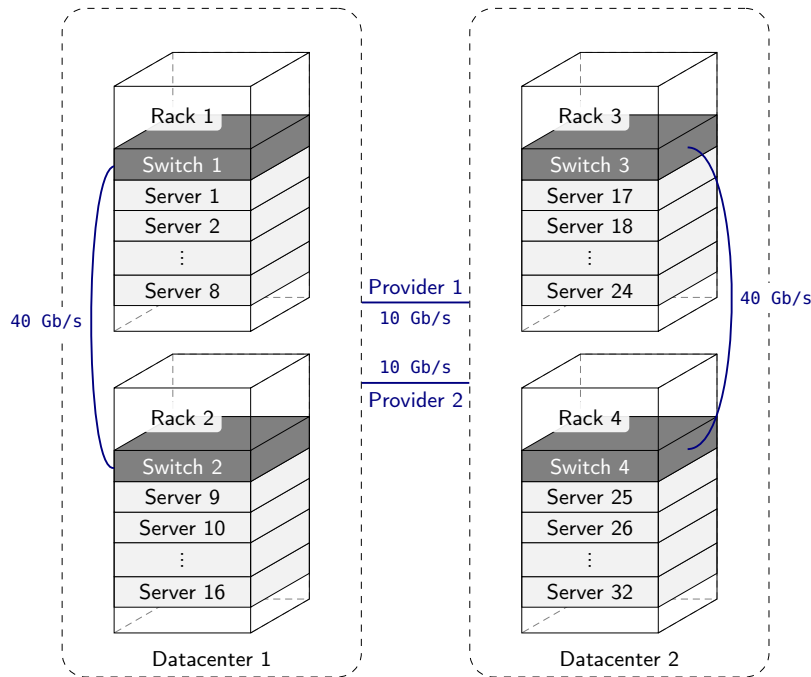 Rack 1
Switch 1
Server 1
Server 2
⋮
Server 8
40 Gb/s
Rack 2
Switch 2
Server 9
Server 10
⋮
Server 16
Datacenter 1
Provider 1
10 Gb/s
10 Gb/s
Provider 2
Rack 3
Switch 3
Server 17
Server 18
⋮
Server 24
40 Gb/s
Rack 4
Switch 4
Server 25
Server 26
⋮
Server 32
Datacenter 2